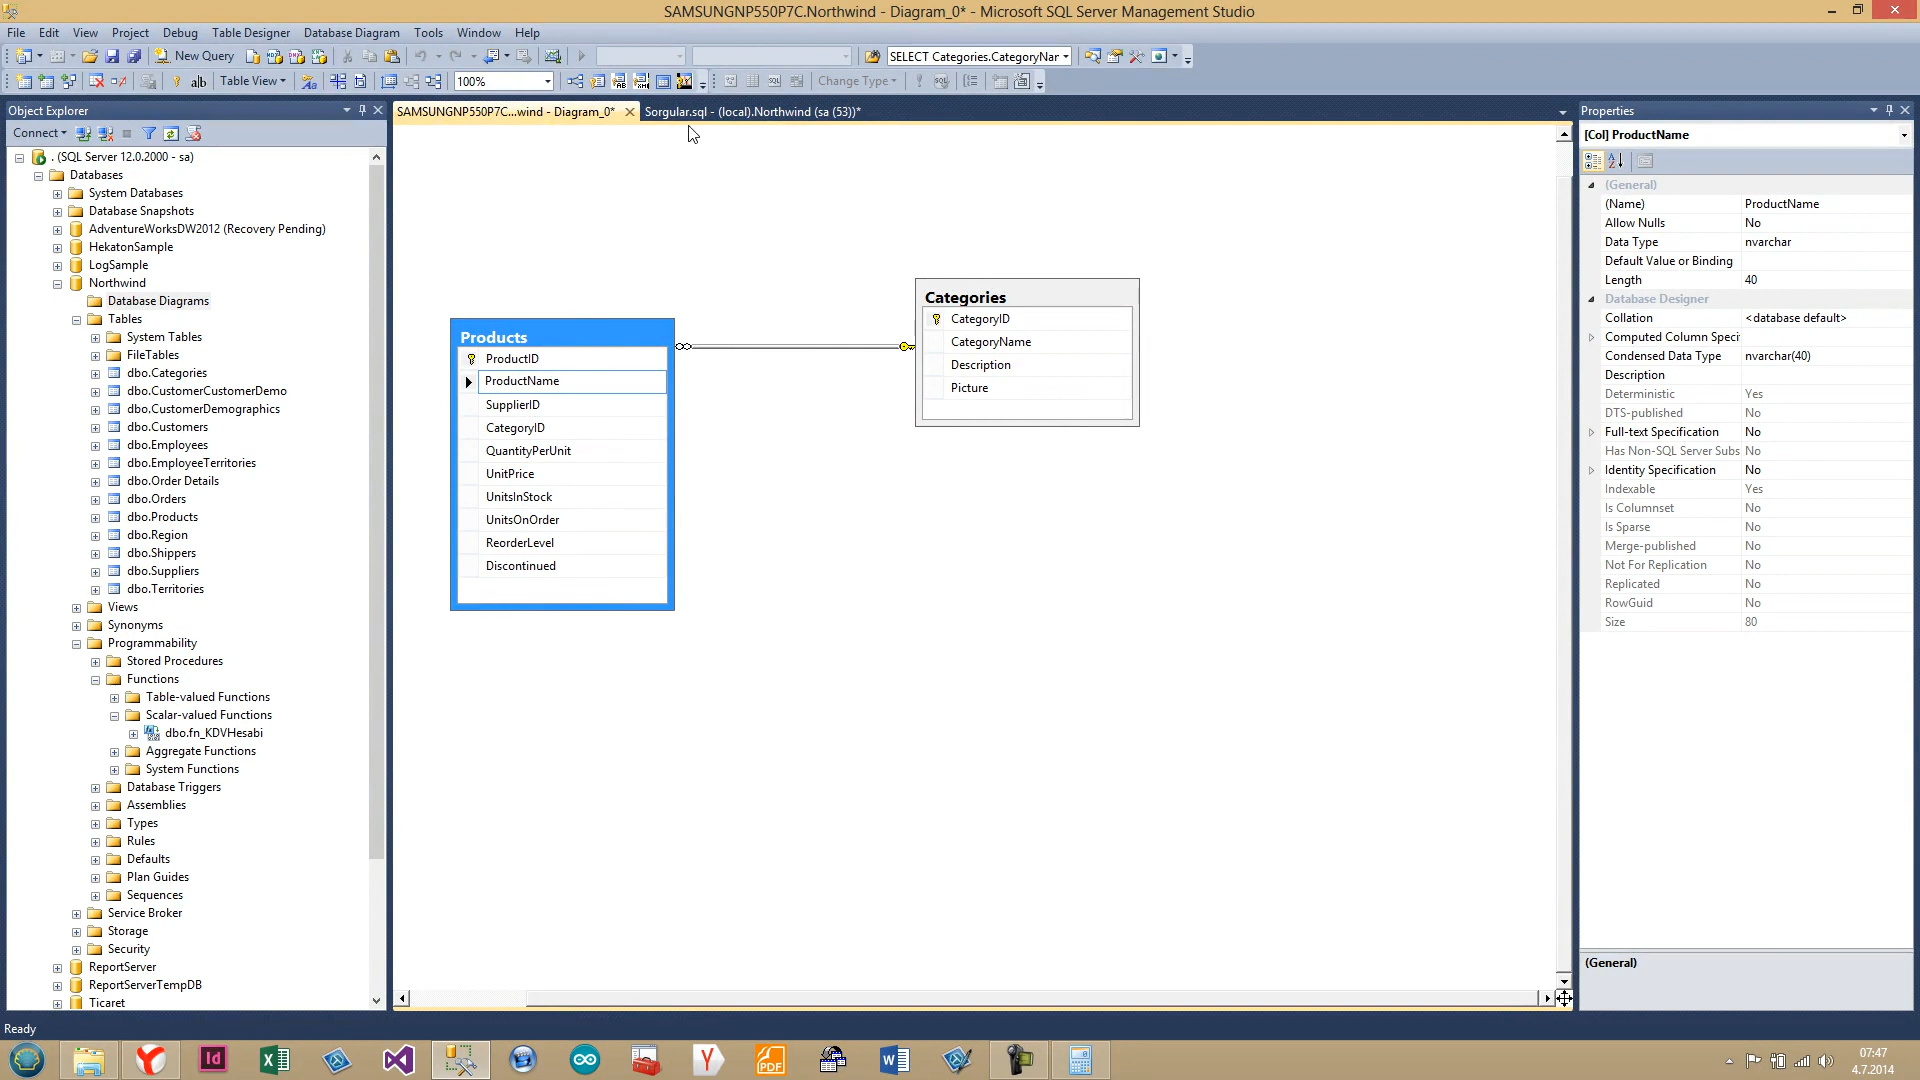 SAMSUNGNP550P7C.Northwind - Diagram_0* - Microsoft SQL Server Management Studio
File Edit View Project Debug Table Designer Database Diagram Tools Window Help
New Query SELECT Categories.CategoryNar
Table View 100% Change Type
Object Explorer
Connect
. (SQL Server 12.0.2000 - sa)
Databases
System Databases
Database Snapshots
AdventureWorksDW2012 (Recovery Pending)
HekatonSample
LogSample
Northwind
Database Diagrams
Tables
System Tables
FileTables
dbo.Categories
dbo.CustomerCustomerDemo
dbo.CustomerDemographics
dbo.Customers
dbo.Employees
dbo.EmployeeTerritories
dbo.Order Details
dbo.Orders
dbo.Products
dbo.Region
dbo.Shippers
dbo.Suppliers
dbo.Territories
Views
Synonyms
Programmability
Stored Procedures
Functions
Table-valued Functions
Scalar-valued Functions
dbo.fn_KDVHesabi
Aggregate Functions
System Functions
Database Triggers
Assemblies
Types
Rules
Defaults
Plan Guides
Sequences
Service Broker
Storage
Security
ReportServer
ReportServerTempDB
Ticaret
SAMSUNGNP550P7C...wind - Diagram_0* Sorgular.sql - (local).Northwind (sa (53))*
Products
ProductID
ProductName
SupplierID
CategoryID
QuantityPerUnit
UnitPrice
UnitsInStock
UnitsOnOrder
ReorderLevel
Discontinued
Categories
CategoryID
CategoryName
Description
Picture
Properties
[Col] ProductName
(General)
(Name) ProductName
Allow Nulls No
Data Type nvarchar
Default Value or Binding
Length 40
Database Designer
Collation <database default>
Computed Column Speci
Condensed Data Type nvarchar(40)
Description
Deterministic Yes
DTS-published No
Full-text Specification No
Has Non-SQL Server Subs No
Identity Specification No
Indexable Yes
Is Columnset No
Is Sparse No
Merge-published No
Not For Replication No
Replicated No
RowGuid No
Size 80
(General)
Ready
07:47
4.7.2014